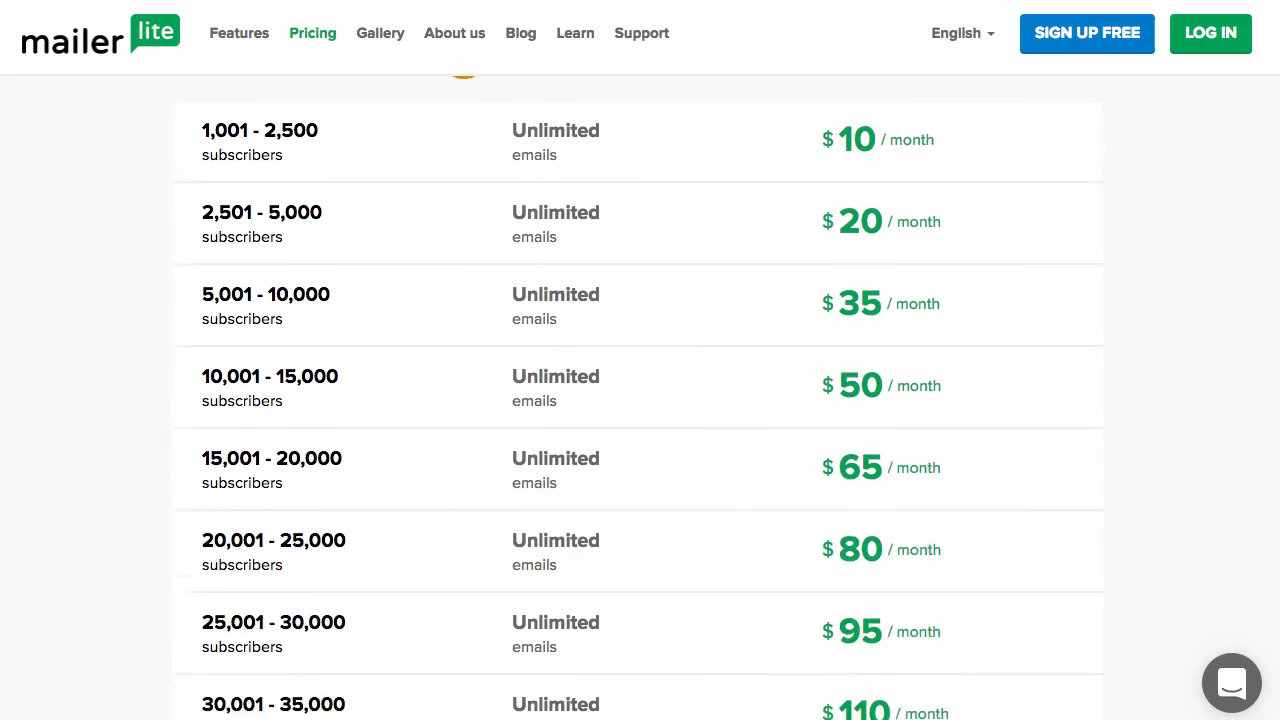 mailer lite Features Pricing Gallery About us Blog Learn Support English SIGN UP FREE LOG IN
1,001 - 2,500 Unlimited $ 10 / month
subscribers emails
2,501 - 5,000 Unlimited $ 20 / month
subscribers emails
5,001 - 10,000 Unlimited $ 35 / month
subscribers emails
10,001 - 15,000 Unlimited $ 50 / month
subscribers emails
15,001 - 20,000 Unlimited $ 65 / month
subscribers emails
20,001 - 25,000 Unlimited $ 80 / month
subscribers emails
25,001 - 30,000 Unlimited $ 95 / month
subscribers emails
30,001 - 35,000 Unlimited $ 110 / month